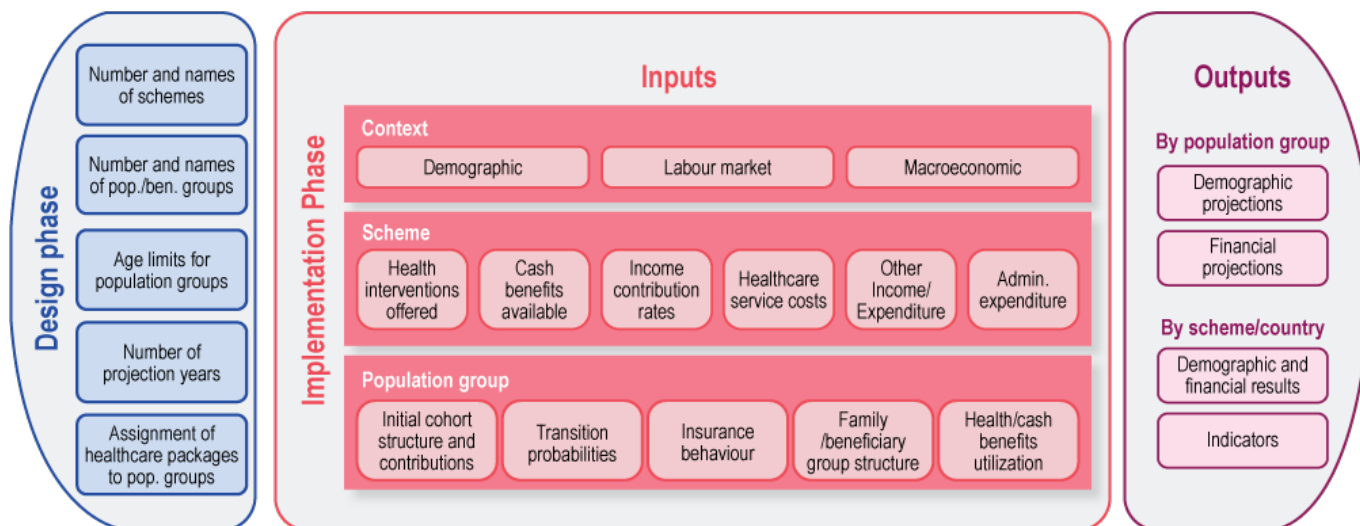 Design phase
Number and names
of schemes
Number and names
of pop./ben. groups
Age limits for
population groups
Number of
projection years
Assignment of
healthcare packages
to pop. groups
Implementation Phase
Inputs
Context
Demographic
Labour market
Macroeconomic
Scheme
Health
interventions
offered
Cash
benefits
available
Income
contribution
rates
Healthcare
service costs
Other
Income/
Expenditure
Admin.
expenditure
Population group
Initial cohort
structure and
contributions
Transition
probabilities
Insurance
behaviour
Family
/beneficiary
group structure
Health/cash
benefits
utilization
Outputs
By population group
Demographic
projections
Financial
projections
By scheme/country
Demographic and
financial results
Indicators